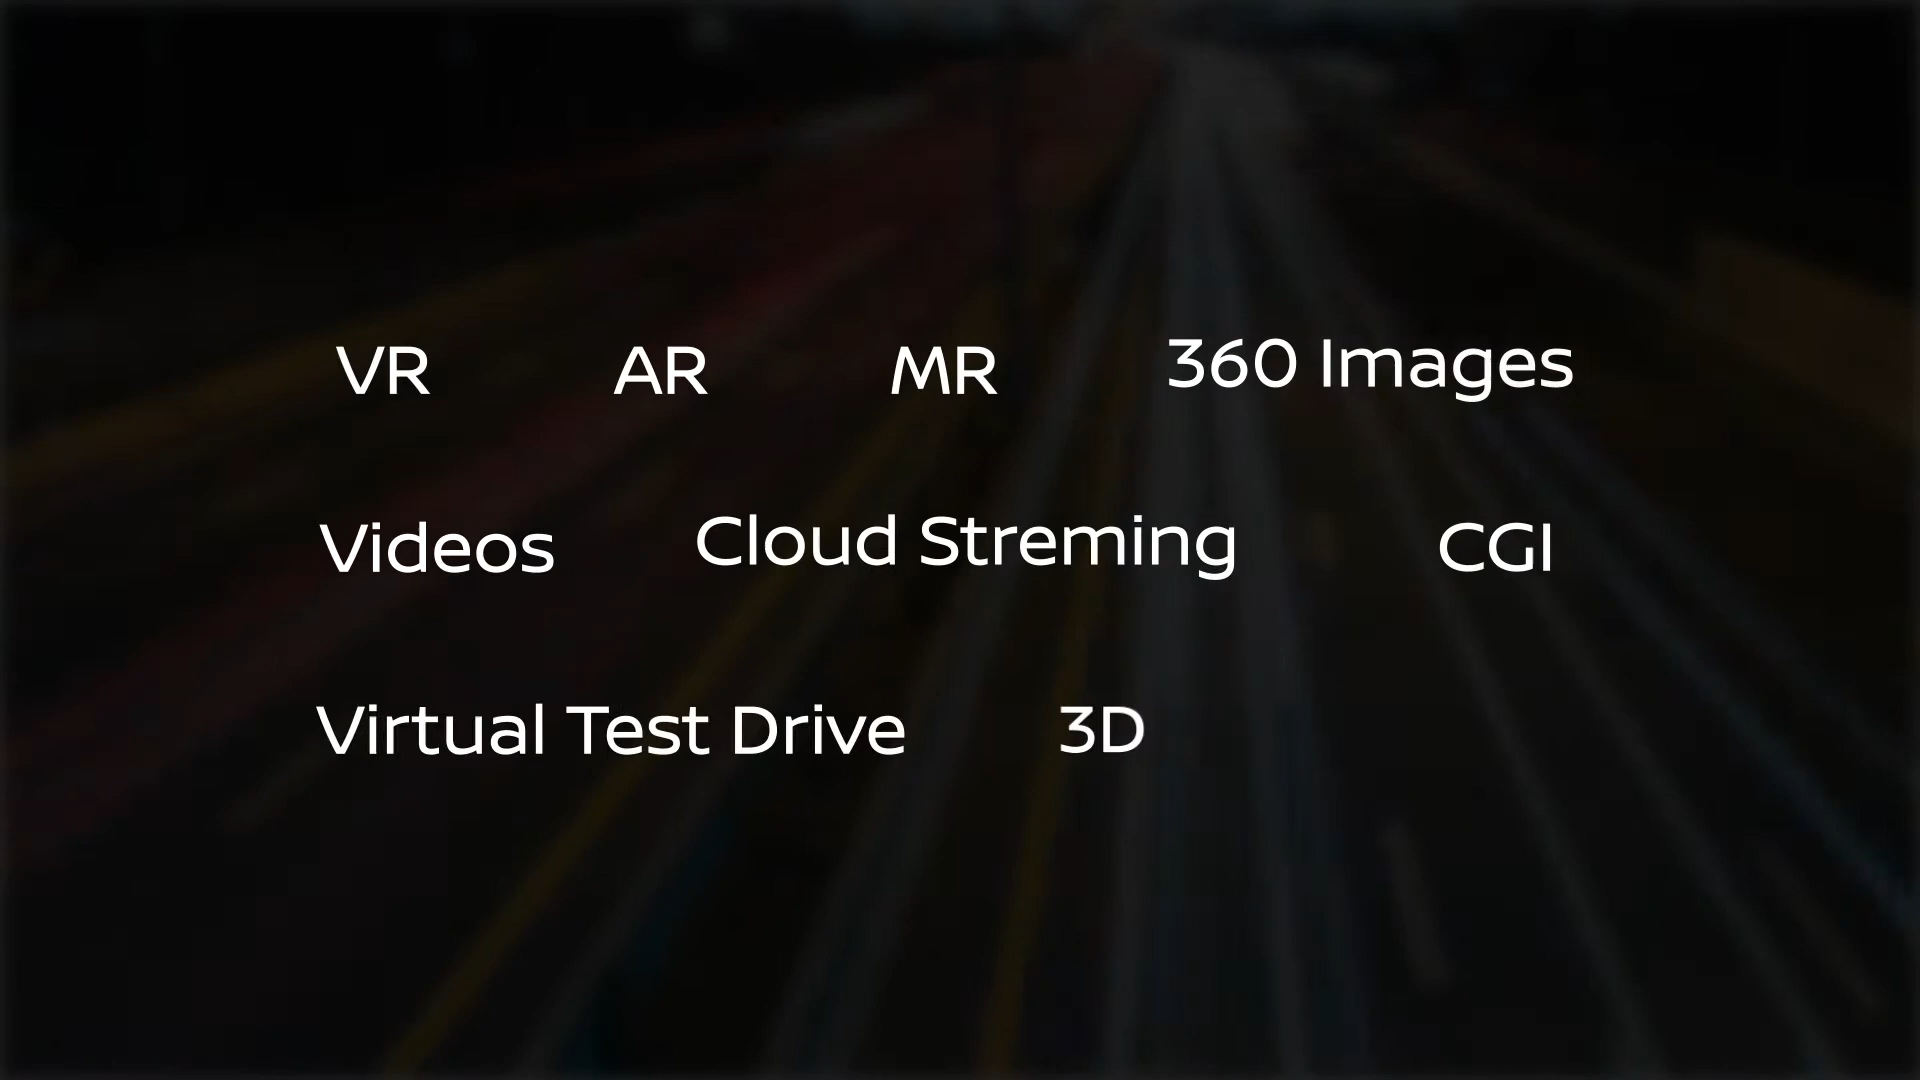 VR AR MR 360 Images
Videos Cloud Streming CGI
Virtual Test Drive 3D